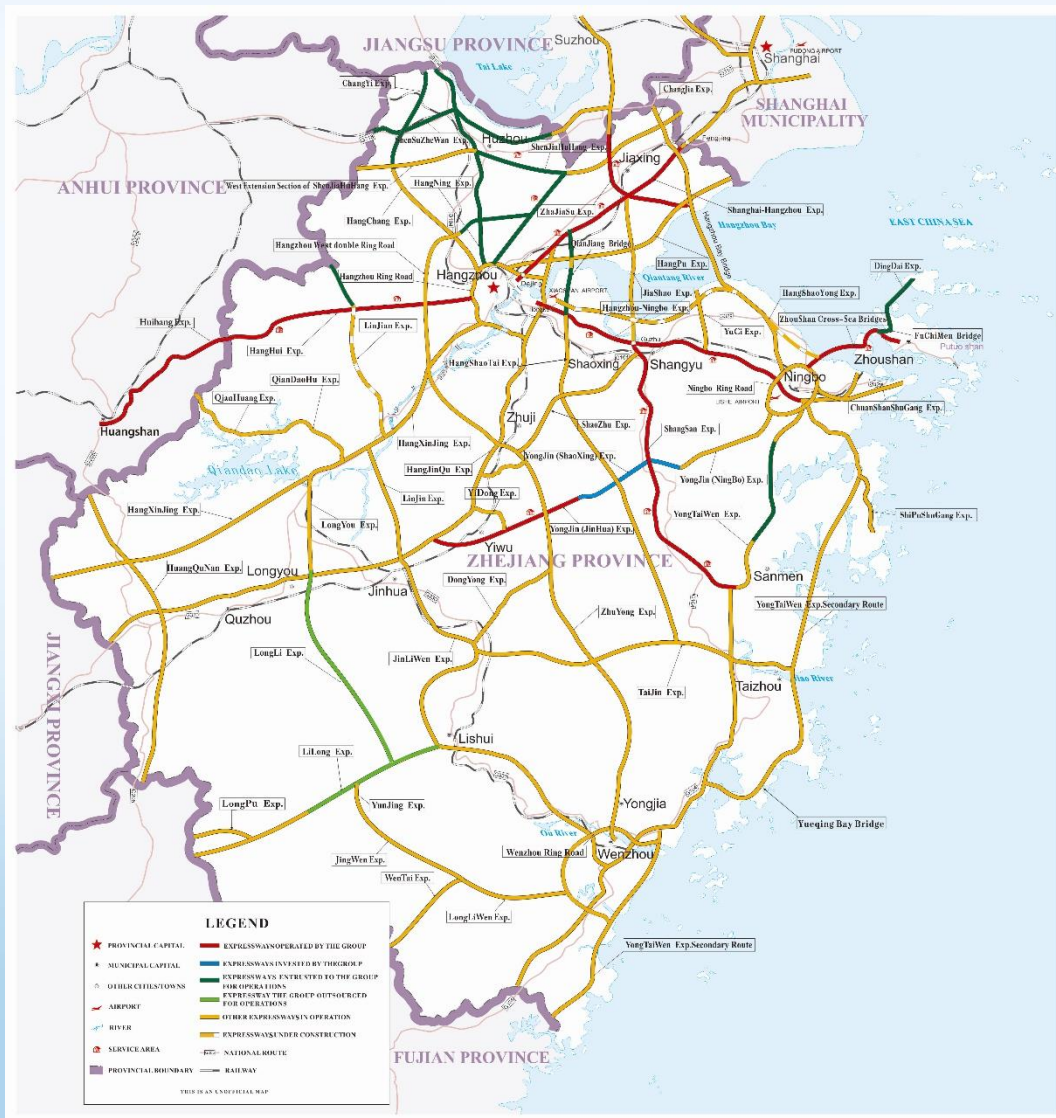 JIANGSU PROVINCE
Suzhou
Tai Lake
PUDONG AIRPORT
Shanghai
ChangYi Exp.
ChangJia Exp.
SHANGHAI
MUNICIPALITY
ShenSuZheWan Exp.
Huzhou
ShenJiaHuHang Exp.
Jiaxing
ANHUI PROVINCE
West Extension Section of ShenJiaHuHang Exp.
HangNing Exp.
HangChang Exp.
ZhaJiaSu Exp.
Shanghai-Hangzhou Exp.
Hangzhou Bay
EAST CHINA SEA
Hangzhou West double Ring Road
QianJiang Bridge
Hangzhou Bay Bridge
HangPu Exp.
DingDai Exp.
Hangzhou Ring Road
Hangzhou
Qiantang River
XIAOSHAN AIRPORT
JiaShao Exp.
HangShaoYong Exp.
Hangzhou-Ningbo Exp.
ZhouShan Cross-Sea Bridge
Huihang Exp.
LinJian Exp.
YuCi Exp.
FuChiMen Bridge
Putuo shan
HangHui Exp.
HangShaoTai Exp.
Shaoxing
Shangyu
Zhoushan
QianDaoHu Exp.
Ningbo Ring Road
Ningbo
QiaoHuang Exp.
ChuanShanShuGang Exp.
Huangshan
Zhuji
ShaoZhu Exp.
ShangSan Exp.
HangXinJing Exp.
YongJin (ShaoXing) Exp.
Qiandao Lake
HangJinQu Exp.
YongJin (NingBo) Exp.
LinJin Exp.
YiDong Exp.
HangXinJing Exp.
LongYou Exp.
YongTaiWen Exp.
ShiPuShuGang Exp.
YongJin (JinHua) Exp.
Yiwu
ZHEJIANG PROVINCE
HuangQuNan Exp.
Longyou
Sanmen
DongYong Exp.
Jinhua
YongTaiWen Exp.Secondary Route
Quzhou
ZhuYong Exp.
LongLi Exp.
JinLiWen Exp.
JIANGXI PROVINCE
TaiJin Exp.
Taizhou
Lishui
LiLong Exp.
LongPu Exp.
YunJing Exp.
Yongjia
Yueqing Bay Bridge
Ou River
Wenzhou Ring Road
Wenzhou
JingWen Exp.
WenTai Exp.
LongLiWen Exp.
YongTaiWen Exp.Secondary Route
FUJIAN PROVINCE
LEGEND
PROVINCIAL CAPITAL
MUNICIPAL CAPITAL
OTHER CITIES/TOWNS
AIRPORT
RIVER
SERVICE AREA
PROVINCIAL BOUNDARY
EXPRESSWAYS OPERATED BY THE GROUP
EXPRESSWAYS INVESTED BY THEGROUP
EXPRESSWAYS ENTRUSTED TO THE GROUP
FOR OPERATIONS
EXPRESSWAY THE GROUP OUTSOURCED
FOR OPERATIONS
OTHER EXPRESSWAYS IN OPERATION
EXPRESSWAYS UNDER CONSTRUCTION
NATIONAL ROUTE
RAILWAY
THIS IS AN UNOFFICIAL MAP